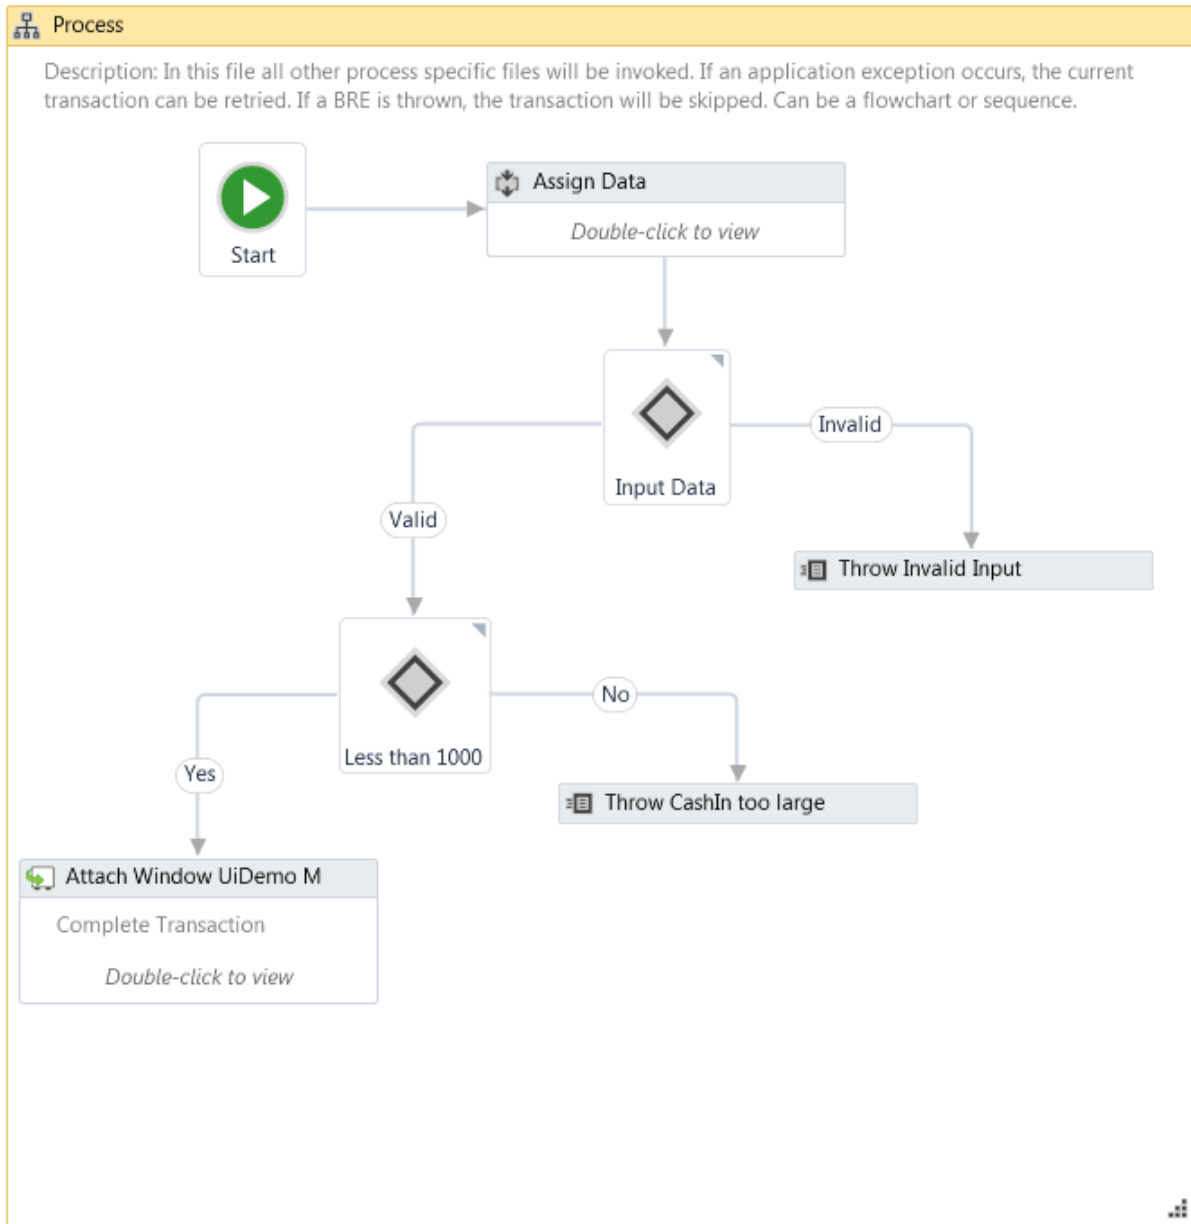 Process
Description: In this file all other process specific files will be invoked. If an application exception occurs, the current
transaction can be retried. If a BRE is thrown, the transaction will be skipped. Can be a flowchart or sequence.
Start
Assign Data
Double-click to view
Input Data
Invalid
Valid
Throw Invalid Input
Less than 1000
No
Yes
Throw CashIn too large
Attach Window UiDemo M
Complete Transaction
Double-click to view